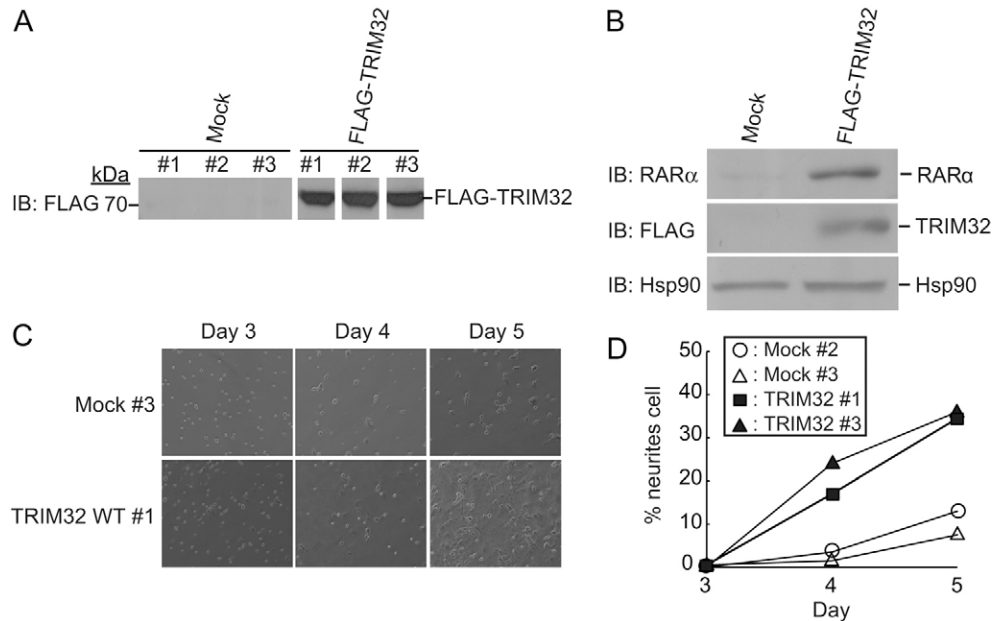 A
Mock
FLAG-TRIM32
#1 #2 #3 #1 #2 #3
kDa
IB: FLAG 70
FLAG-TRIM32
B
Mock
FLAG-TRIM32
IB: RARα
RARα
IB: FLAG
TRIM32
IB: Hsp90
Hsp90
C
Day 3 Day 4 Day 5
Mock #3
TRIM32 WT #1
D
50
40
30
20
10
0
% neurites cell
: Mock #2
: Mock #3
: TRIM32 #1
: TRIM32 #3
3 4 5
Day